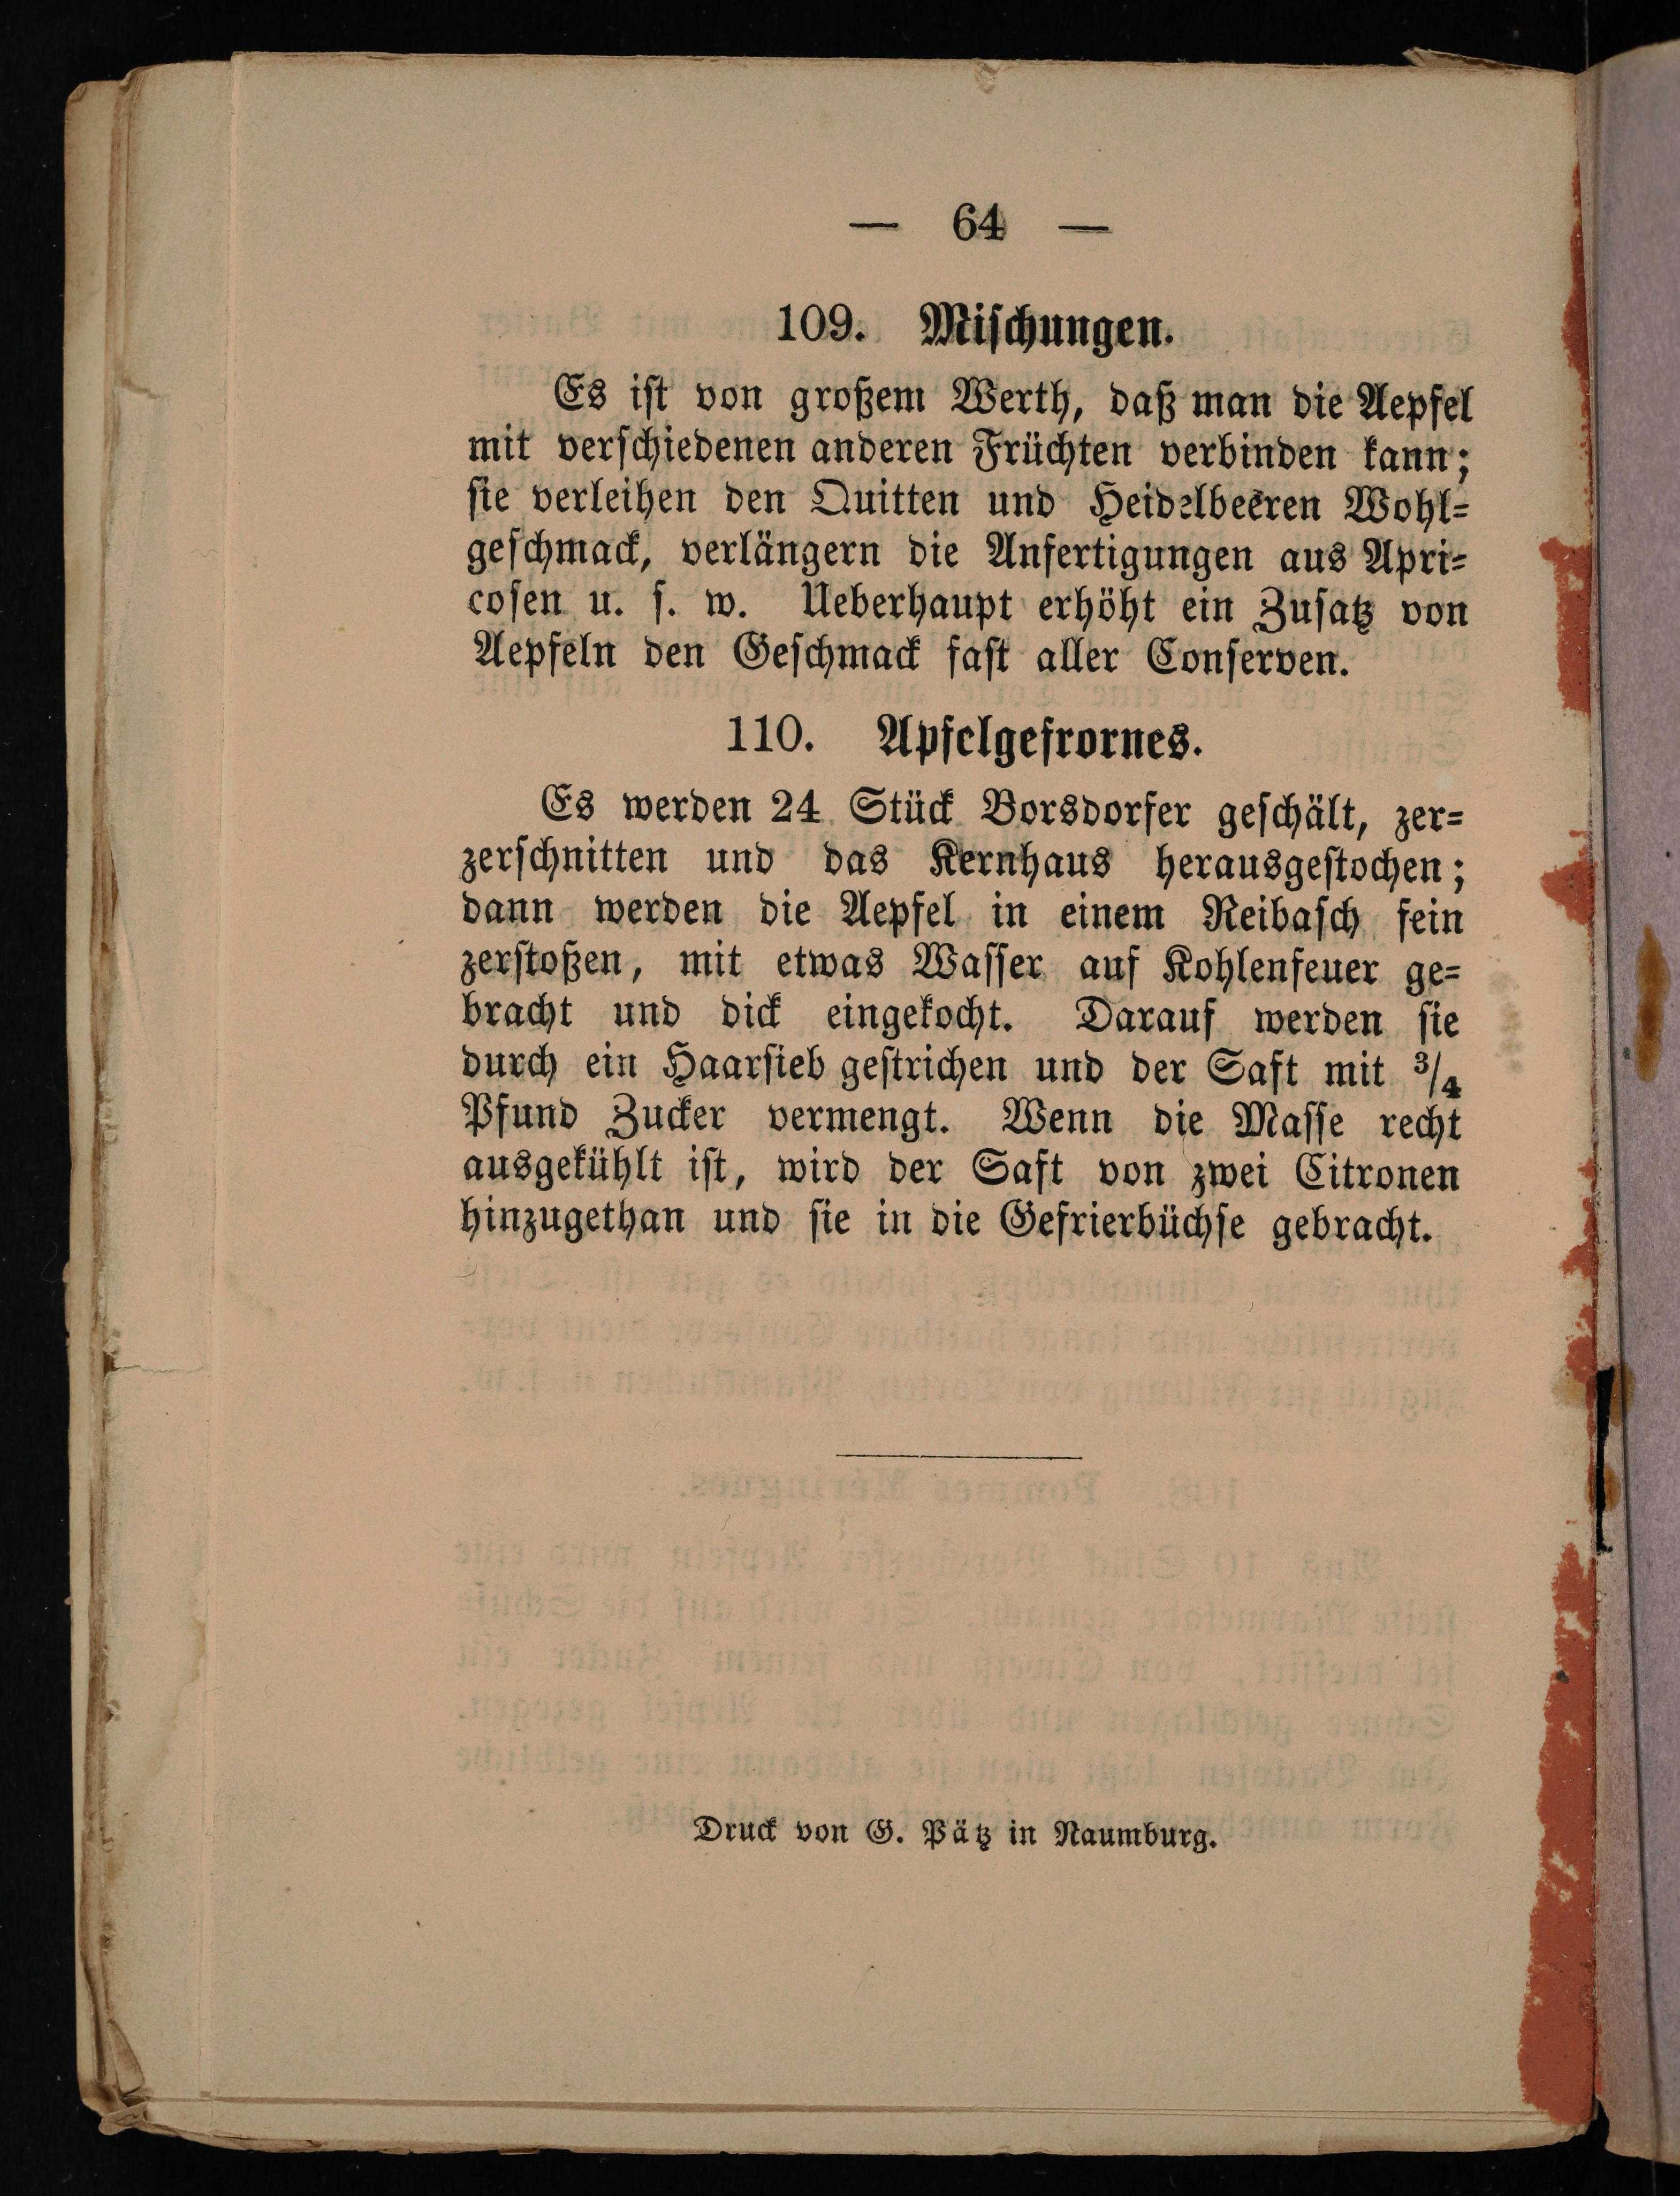 — 64 —
109. Mischungen.
Es ist von großem Werth, daß man die Aepfel
mit verschiedenen anderen Früchten verbinden kann;
sie verleihen den Quitten und Heidelbeeren Wohl=
geschmack, verlängern die Anfertigungen aus Apri=
cosen u. s. w. Ueberhaupt erhöht ein Zusatz von
Aepfeln den Geschmack fast aller Conserven.
110. Apfelgefrornes.
Es werden 24 Stück Borsdorfer geschält, zer=
zerschnitten und das Kernhaus herausgestochen;
dann werden die Aepfel in einem Reibasch fein
zerstoßen, mit etwas Wasser auf Kohlenfeuer ge=
bracht und dick eingekocht. Darauf werden sie
durch ein Haarsieb gestrichen und der Saft mit 3/4
Pfund Zucker vermengt. Wenn die Masse recht
ausgekühlt ist, wird der Saft von zwei Citronen
hinzugethan und sie in die Gefrierbüchse gebracht.
Druck von G. Pätz in Naumburg.